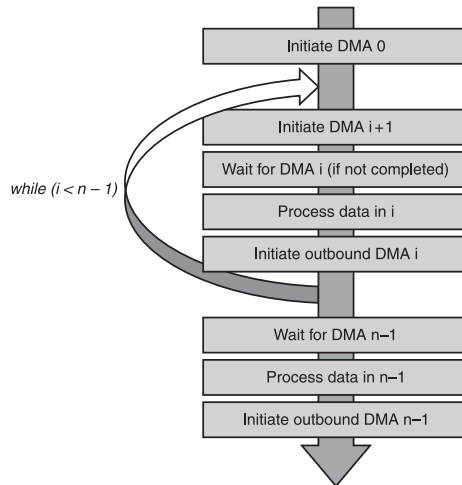 Initiate DMA 0
Initiate DMA i+1
Wait for DMA i (if not completed)
while (i < n – 1)
Process data in i
Initiate outbound DMA i
Wait for DMA n–1
Process data in n–1
Initiate outbound DMA n–1